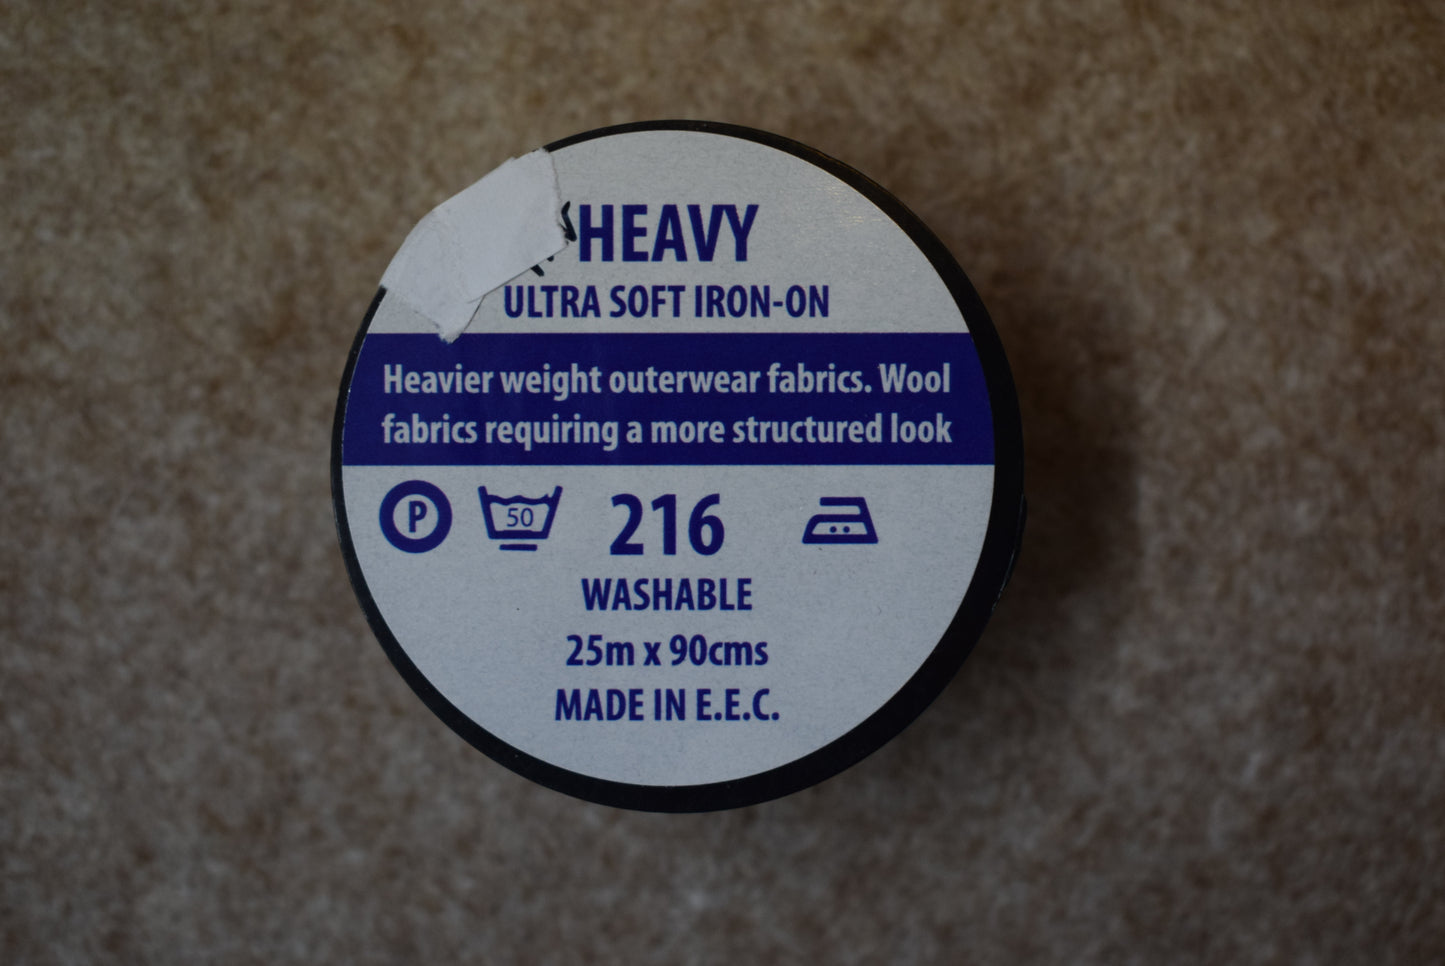 HEAVY
ULTRA SOFT IRON-ON
Heavier weight outerwear fabrics. Wool
fabrics requiring a more structured look
P 50 216
WASHABLE
25m x 90cms
MADE IN E.E.C.